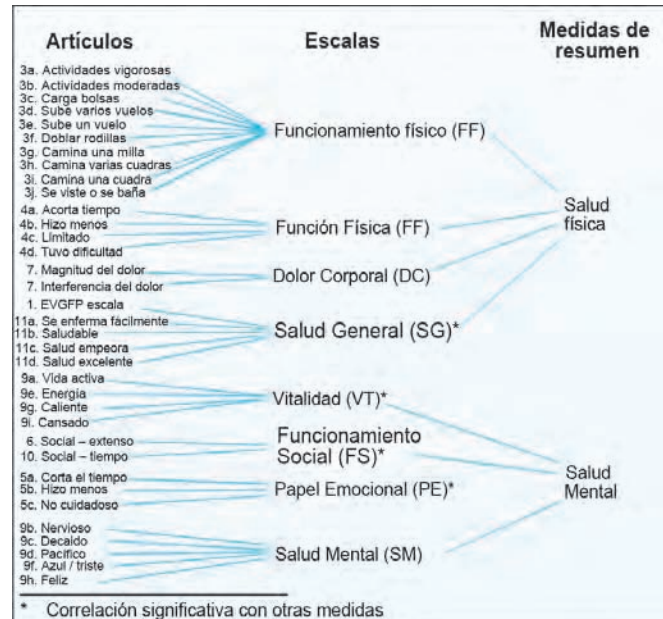 Artículos
Escalas
Medidas de
resumen
3a. Actividades vigorosas
3b. Actividades moderadas
3c. Carga bolsas
3d. Sube varios vuelos
3e. Sube un vuelo
3f. Doblar rodillas
3g. Camina una milla
3h. Camina varias cuadras
3i. Camina una cuadra
3j. Se viste o se baña
Funcionamiento físico (FF)
4a. Acorta tiempo
4b. Hizo menos
4c. Limitado
4d. Tuvo dificultad
Función Física (FF)
7. Magnitud del dolor
7. Interferencia del dolor
Dolor Corporal (DC)
1. EVGFP escala
11a. Se enferma fácilmente
11b. Saludable
11c. Salud empeora
11d. Salud excelente
Salud General (SG)*
Salud
física
9a. Vida activa
9e. Energía
9g. Caliente
9i. Cansado
Vitalidad (VT)*
6. Social – extenso
10. Social – tiempo
Funcionamiento
Social (FS)*
5a. Corta el tiempo
5b. Hizo menos
5c. No cuidadoso
Papel Emocional (PE)*
9b. Nervioso
9c. Decaído
9d. Pacífico
9f. Azul / triste
9h. Feliz
Salud Mental (SM)
Salud
Mental
* Correlación significativa con otras medidas